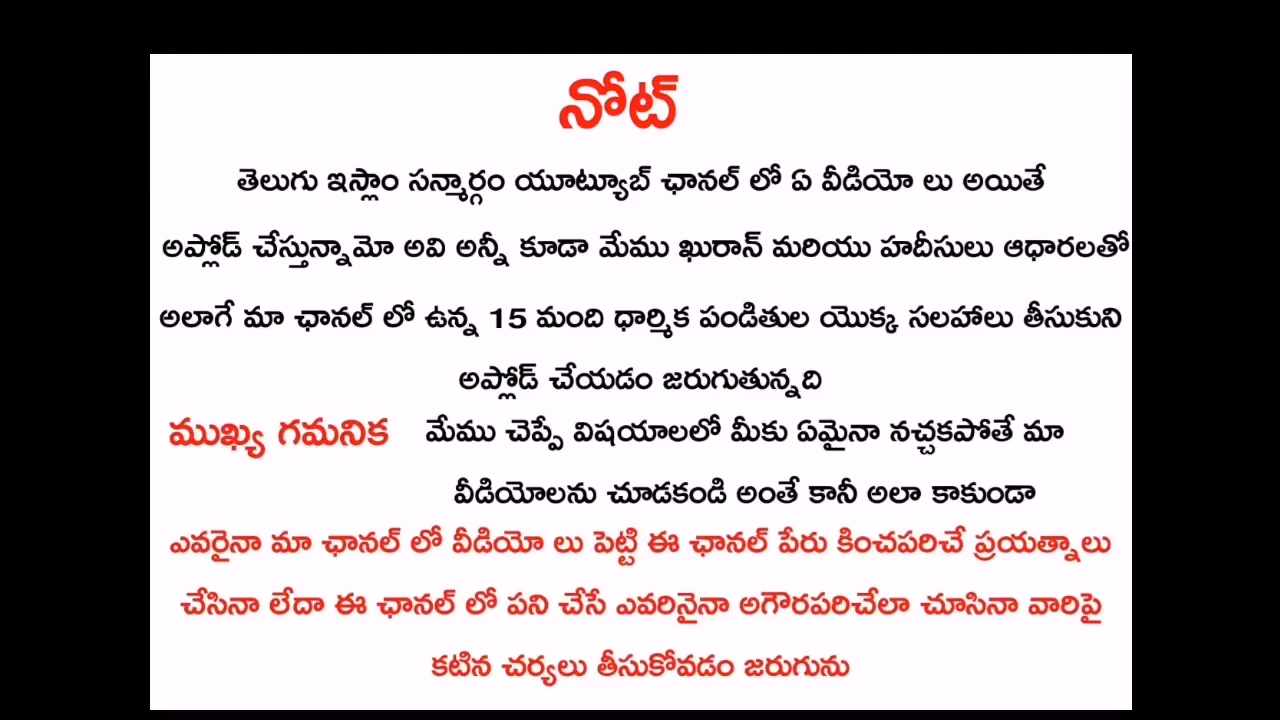 నోట్
తెలుగు ఇస్లాం సన్మార్గం యూట్యూబ్ ఛానల్ లో ఏ వీడియో లు అయితే
అప్లోడ్ చేస్తున్నామో అవి అన్నీ కూడా మేము ఖురాన్ మరియు హదీసులు ఆధారలతో
అలాగే మా ఛానల్ లో ఉన్న 15 మంది ధార్మిక పండితుల యొక్క సలహాలు తీసుకుని
అప్లోడ్ చేయడం జరుగుతున్నది
ముఖ్య గమనిక మేము చెప్పే విషయాలలో మీకు ఏమైనా నచ్చకపోతే మా
వీడియోలను చూడకండి అంతే కానీ అలా కాకుండా
ఎవరైనా మా ఛానల్ లో వీడియో లు పెట్టి ఈ ఛానల్ పేరు కించపరిచే ప్రయత్నాలు
చేసినా లేదా ఈ ఛానల్ లో పని చేసే ఎవరినైనా అగౌరపరిచేలా చూసినా వారిపై
కటిన చర్యలు తీసుకోవడం జరుగును